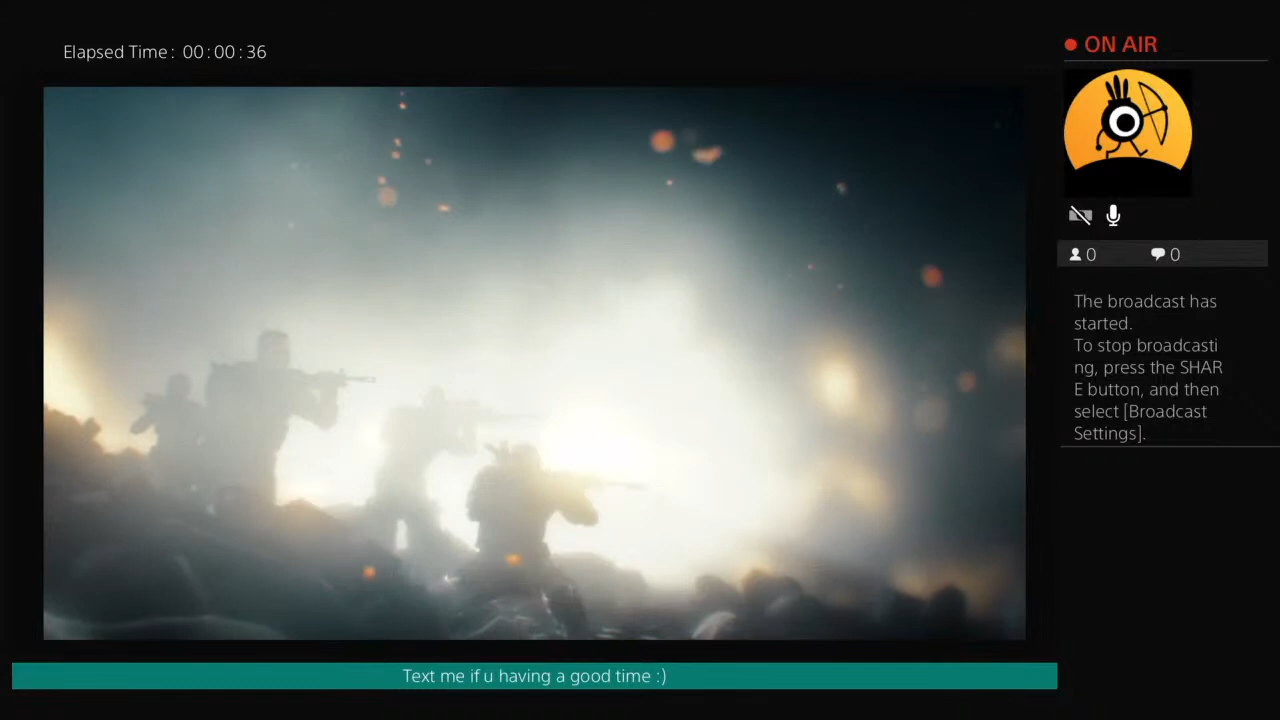 Elapsed Time: 00:00:36
ON AIR
0 0
The broadcast has
started.
To stop broadcasti
ng, press the SHAR
E button, and then
select [Broadcast
Settings].
Text me if u having a good time :)